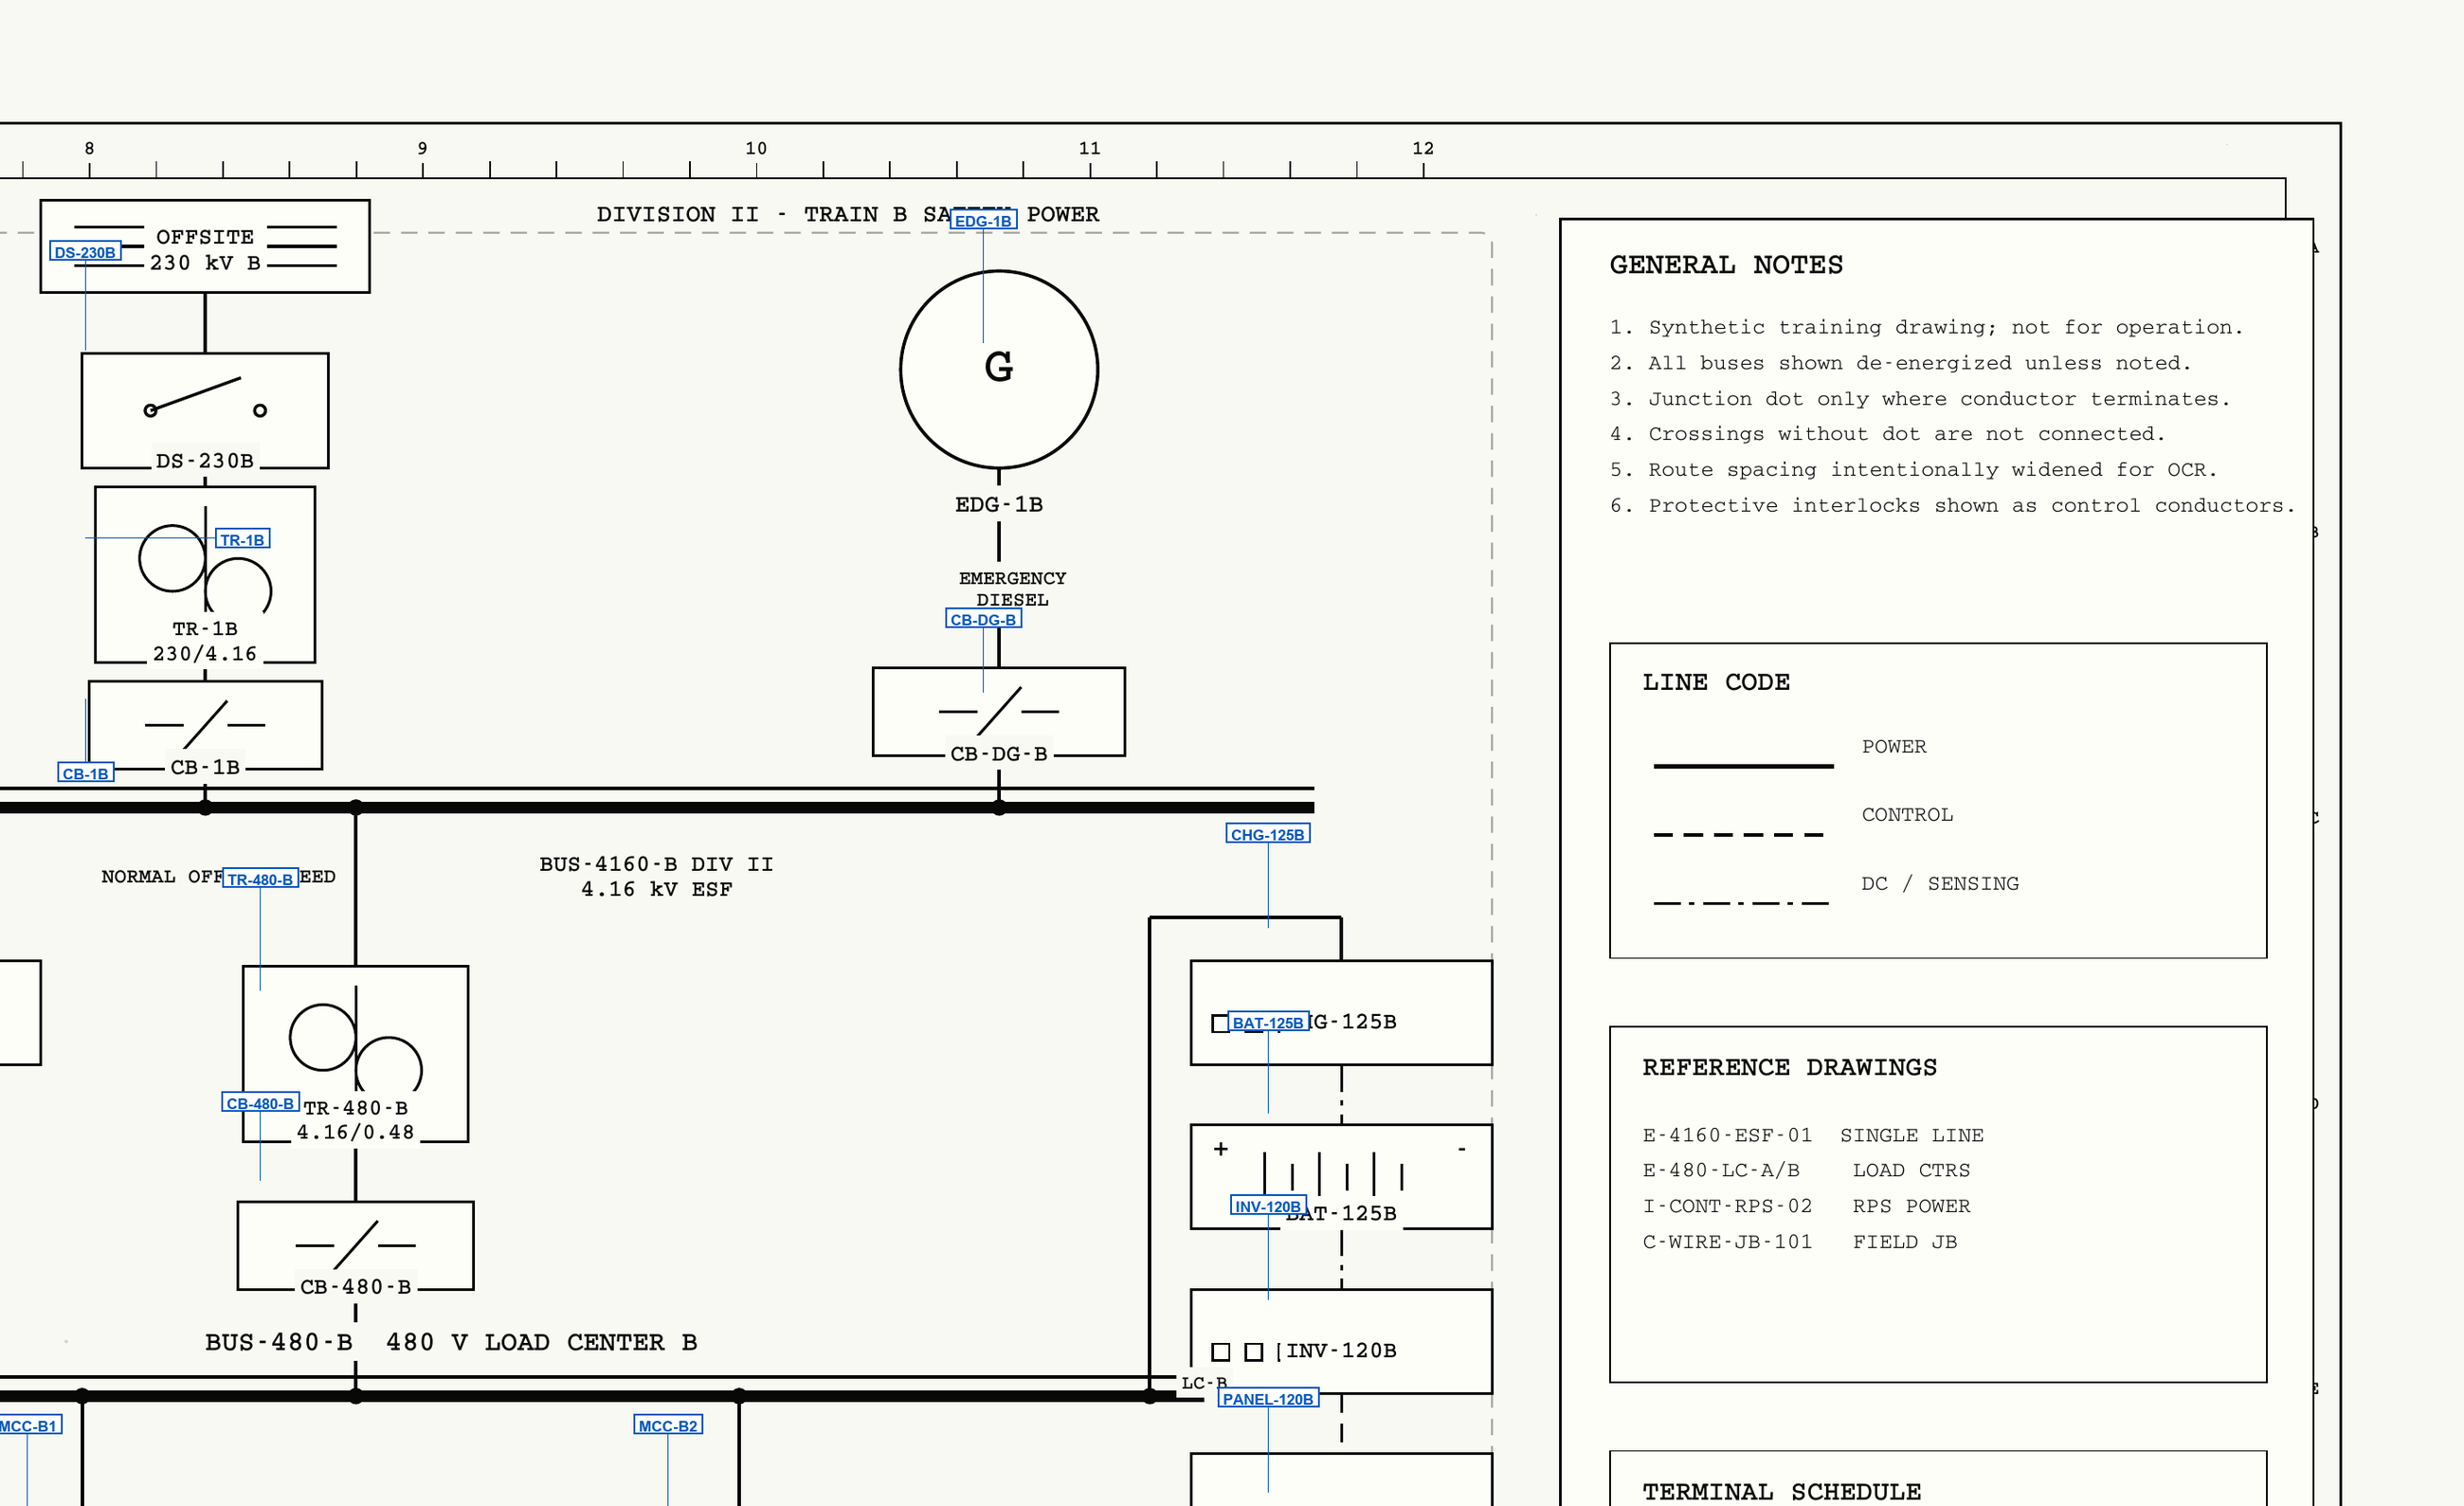 8 9 10 11 12
DIVISION II - TRAIN B SAFETY POWER
EDG-1B
OFFSITE
230 kV B
DS-230B
G
DS-230B
EDG-1B
TR-1B
EMERGENCY
DIESEL
TR-1B
230/4.16
CB-DG-B
CB-DG-B
CB-1B
CB-1B
CHG-125B
BUS-4160-B DIV II
4.16 kV ESF
NORMAL OFF EED
TR-480-B
CHG-125B
BAT-125B
CB-480-B
TR-480-B
4.16/0.48
+ -
INV-120B
BAT-125B
CB-480-B
BUS-480-B 480 V LOAD CENTER B
INV-120B
LC-B
PANEL-120B
MCC-B1
MCC-B2
GENERAL NOTES
1. Synthetic training drawing; not for operation.
2. All buses shown de-energized unless noted.
3. Junction dot only where conductor terminates.
4. Crossings without dot are not connected.
5. Route spacing intentionally widened for OCR.
6. Protective interlocks shown as control conductors.
LINE CODE
POWER
CONTROL
DC / SENSING
REFERENCE DRAWINGS
E-4160-ESF-01 SINGLE LINE
E-480-LC-A/B LOAD CTRS
I-CONT-RPS-02 RPS POWER
C-WIRE-JB-101 FIELD JB
TERMINAL SCHEDULE